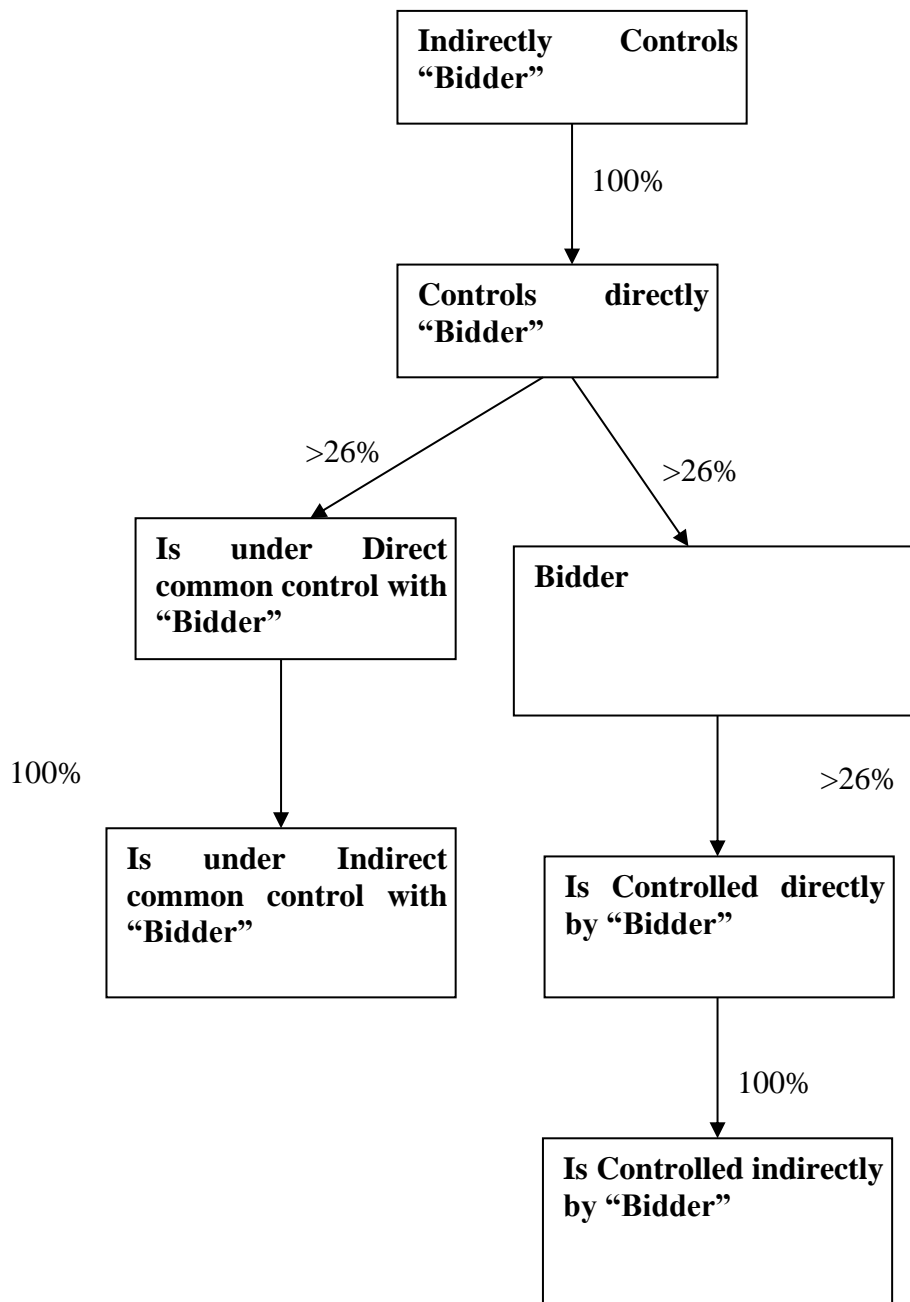 Indirectly Controls
“Bidder”
100%
Controls directly
“Bidder”
>26%
>26%
Is under Direct
common control with
“Bidder”
Bidder
100%
>26%
Is under Indirect
common control with
“Bidder”
Is Controlled directly
by “Bidder”
100%
Is Controlled indirectly
by “Bidder”